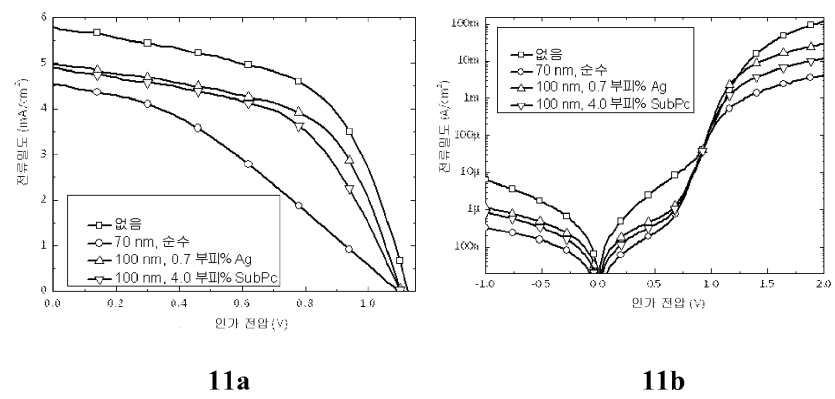 6
5
4
3
2
1
0
전류밀도 (mA/cm²)
없음
70 nm, 순수
100 nm, 0.7 부피% Ag
100 nm, 4.0 부피% SubPc
0.0 0.2 0.4 0.6 0.8 1.0
인가 전압 (V)
11a
100m
10m
1m
100μ
10μ
1μ
100n
전류밀도 (A/cm²)
없음
70 nm, 순수
100 nm, 0.7 부피% Ag
100 nm, 4.0 부피% SubPc
-1.0 -0.5 0.0 0.5 1.0 1.5 2.0
인가 전압 (V)
11b